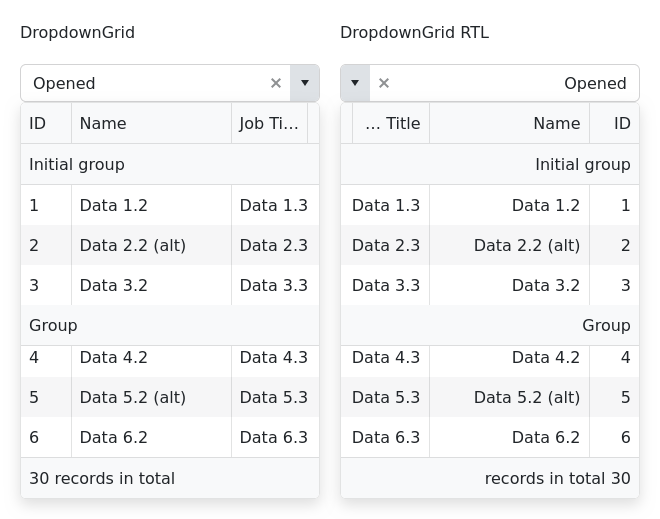 DropdownGrid
Opened ×
ID Name Job Ti...
Initial group
1 Data 1.2 Data 1.3
2 Data 2.2 (alt) Data 2.3
3 Data 3.2 Data 3.3
Group
4 Data 4.2 Data 4.3
5 Data 5.2 (alt) Data 5.3
6 Data 6.2 Data 6.3
30 records in total
DropdownGrid RTL
× Opened
... Title Name ID
Initial group
Data 1.3 Data 1.2 1
Data 2.3 Data 2.2 (alt) 2
Data 3.3 Data 3.2 3
Group
Data 4.3 Data 4.2 4
Data 5.3 Data 5.2 (alt) 5
Data 6.3 Data 6.2 6
records in total 30